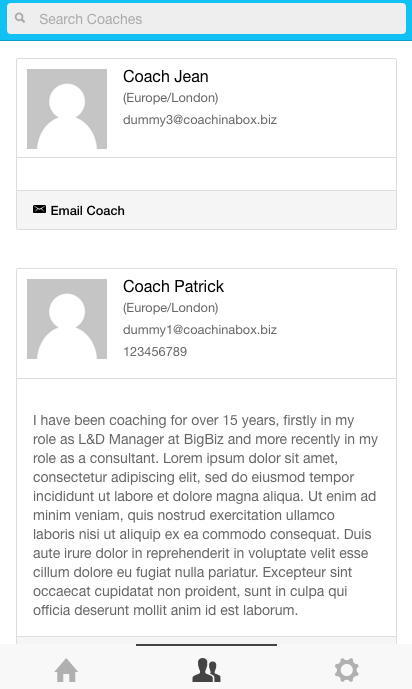 Search Coaches
Coach Jean
(Europe/London)
dummy3@coachinabox.biz
Email Coach
Coach Patrick
(Europe/London)
dummy1@coachinabox.biz
123456789
I have been coaching for over 15 years, firstly in my
role as L&D Manager at BigBiz and more recently in my
role as a consultant. Lorem ipsum dolor sit amet,
consectetur adipiscing elit, sed do eiusmod tempor
incididunt ut labore et dolore magna aliqua. Ut enim ad
minim veniam, quis nostrud exercitation ullamco
laboris nisi ut aliquip ex ea commodo consequat. Duis
aute irure dolor in reprehenderit in voluptate velit esse
cillum dolore eu fugiat nulla pariatur. Excepteur sint
occaecat cupidatat non proident, sunt in culpa qui
officia deserunt mollit anim id est laborum.